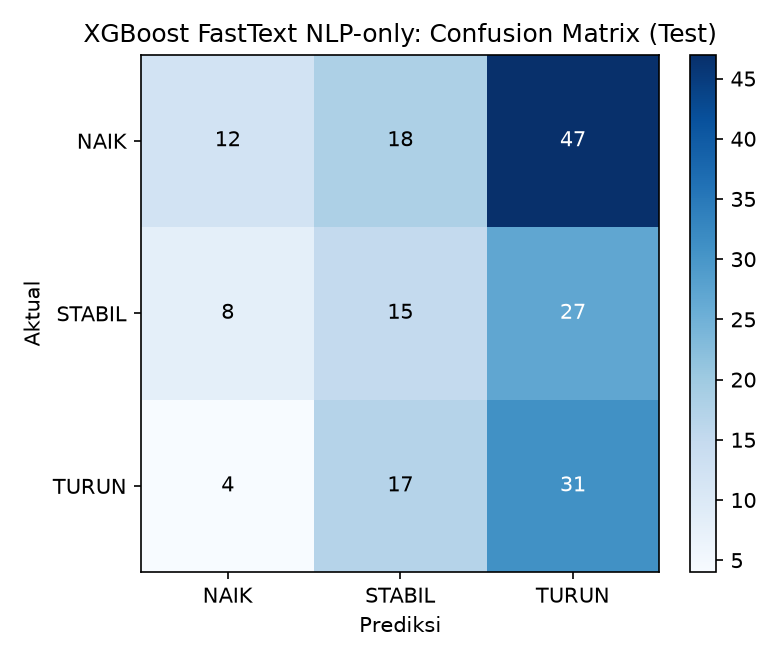 XGBoost FastText NLP-only: Confusion Matrix (Test)
NAIK 12 18 47
STABIL 8 15 27
TURUN 4 17 31
NAIK STABIL TURUN
Prediksi
Aktual
45
40
35
30
25
20
15
10
5